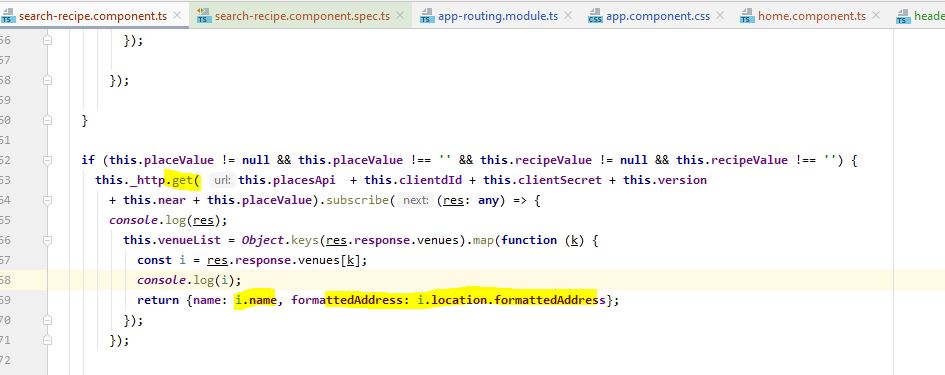 search-recipe.component.ts × search-recipe.component.spec.ts × app-routing.module.ts × app.component.css × home.component.ts × heade
56 });
57
58 });
59
60 }
61
62 if (this.placeValue != null && this.placeValue !== '' && this.recipeValue != null && this.recipeValue !== '') {
63 this._http.get( url: this.placesApi + this.clientdId + this.clientSecret + this.version
64 + this.near + this.placeValue).subscribe( next: (res: any) => {
65 console.log(res);
66 this.venueList = Object.keys(res.response.venues).map(function (k) {
67 const i = res.response.venues[k];
68 console.log(i);
69 return {name: i.name, formattedAddress: i.location.formattedAddress};
70 });
71 });
72